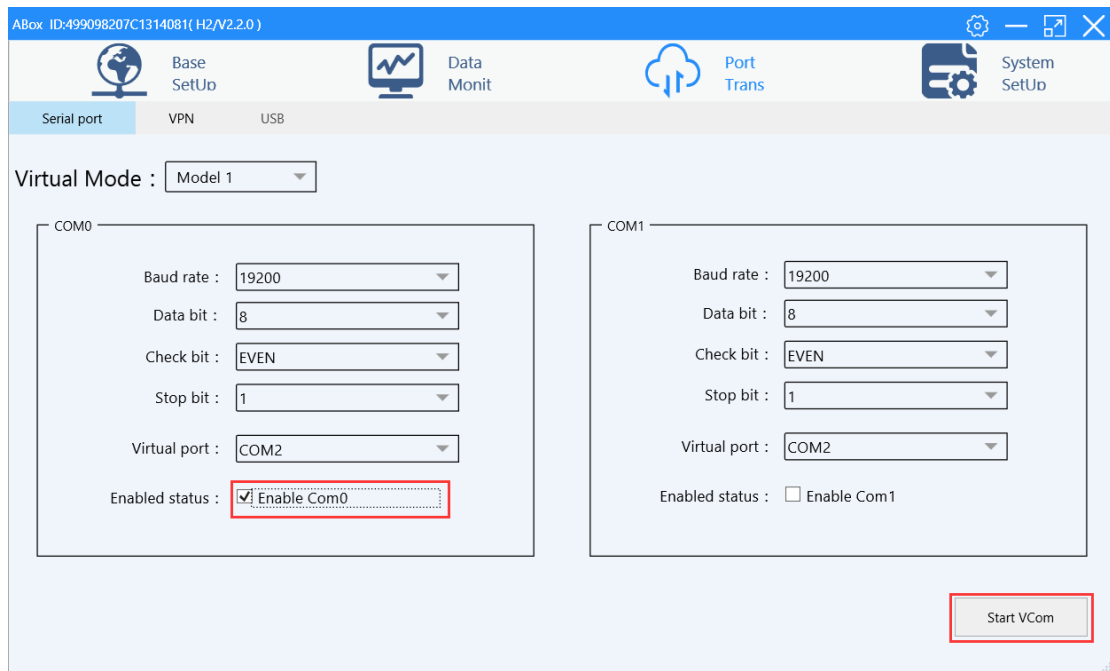 ABox ID:499098207C1314081( H2/V2.2.0 )
Base
SetUp
Data
Monit
Port
Trans
System
SetUp
Serial port
VPN
USB
Virtual Mode :
Model 1
COM0
Baud rate : 19200
Data bit : 8
Check bit : EVEN
Stop bit : 1
Virtual port : COM2
Enabled status : Enable Com0
COM1
Baud rate : 19200
Data bit : 8
Check bit : EVEN
Stop bit : 1
Virtual port : COM2
Enabled status : Enable Com1
Start VCom